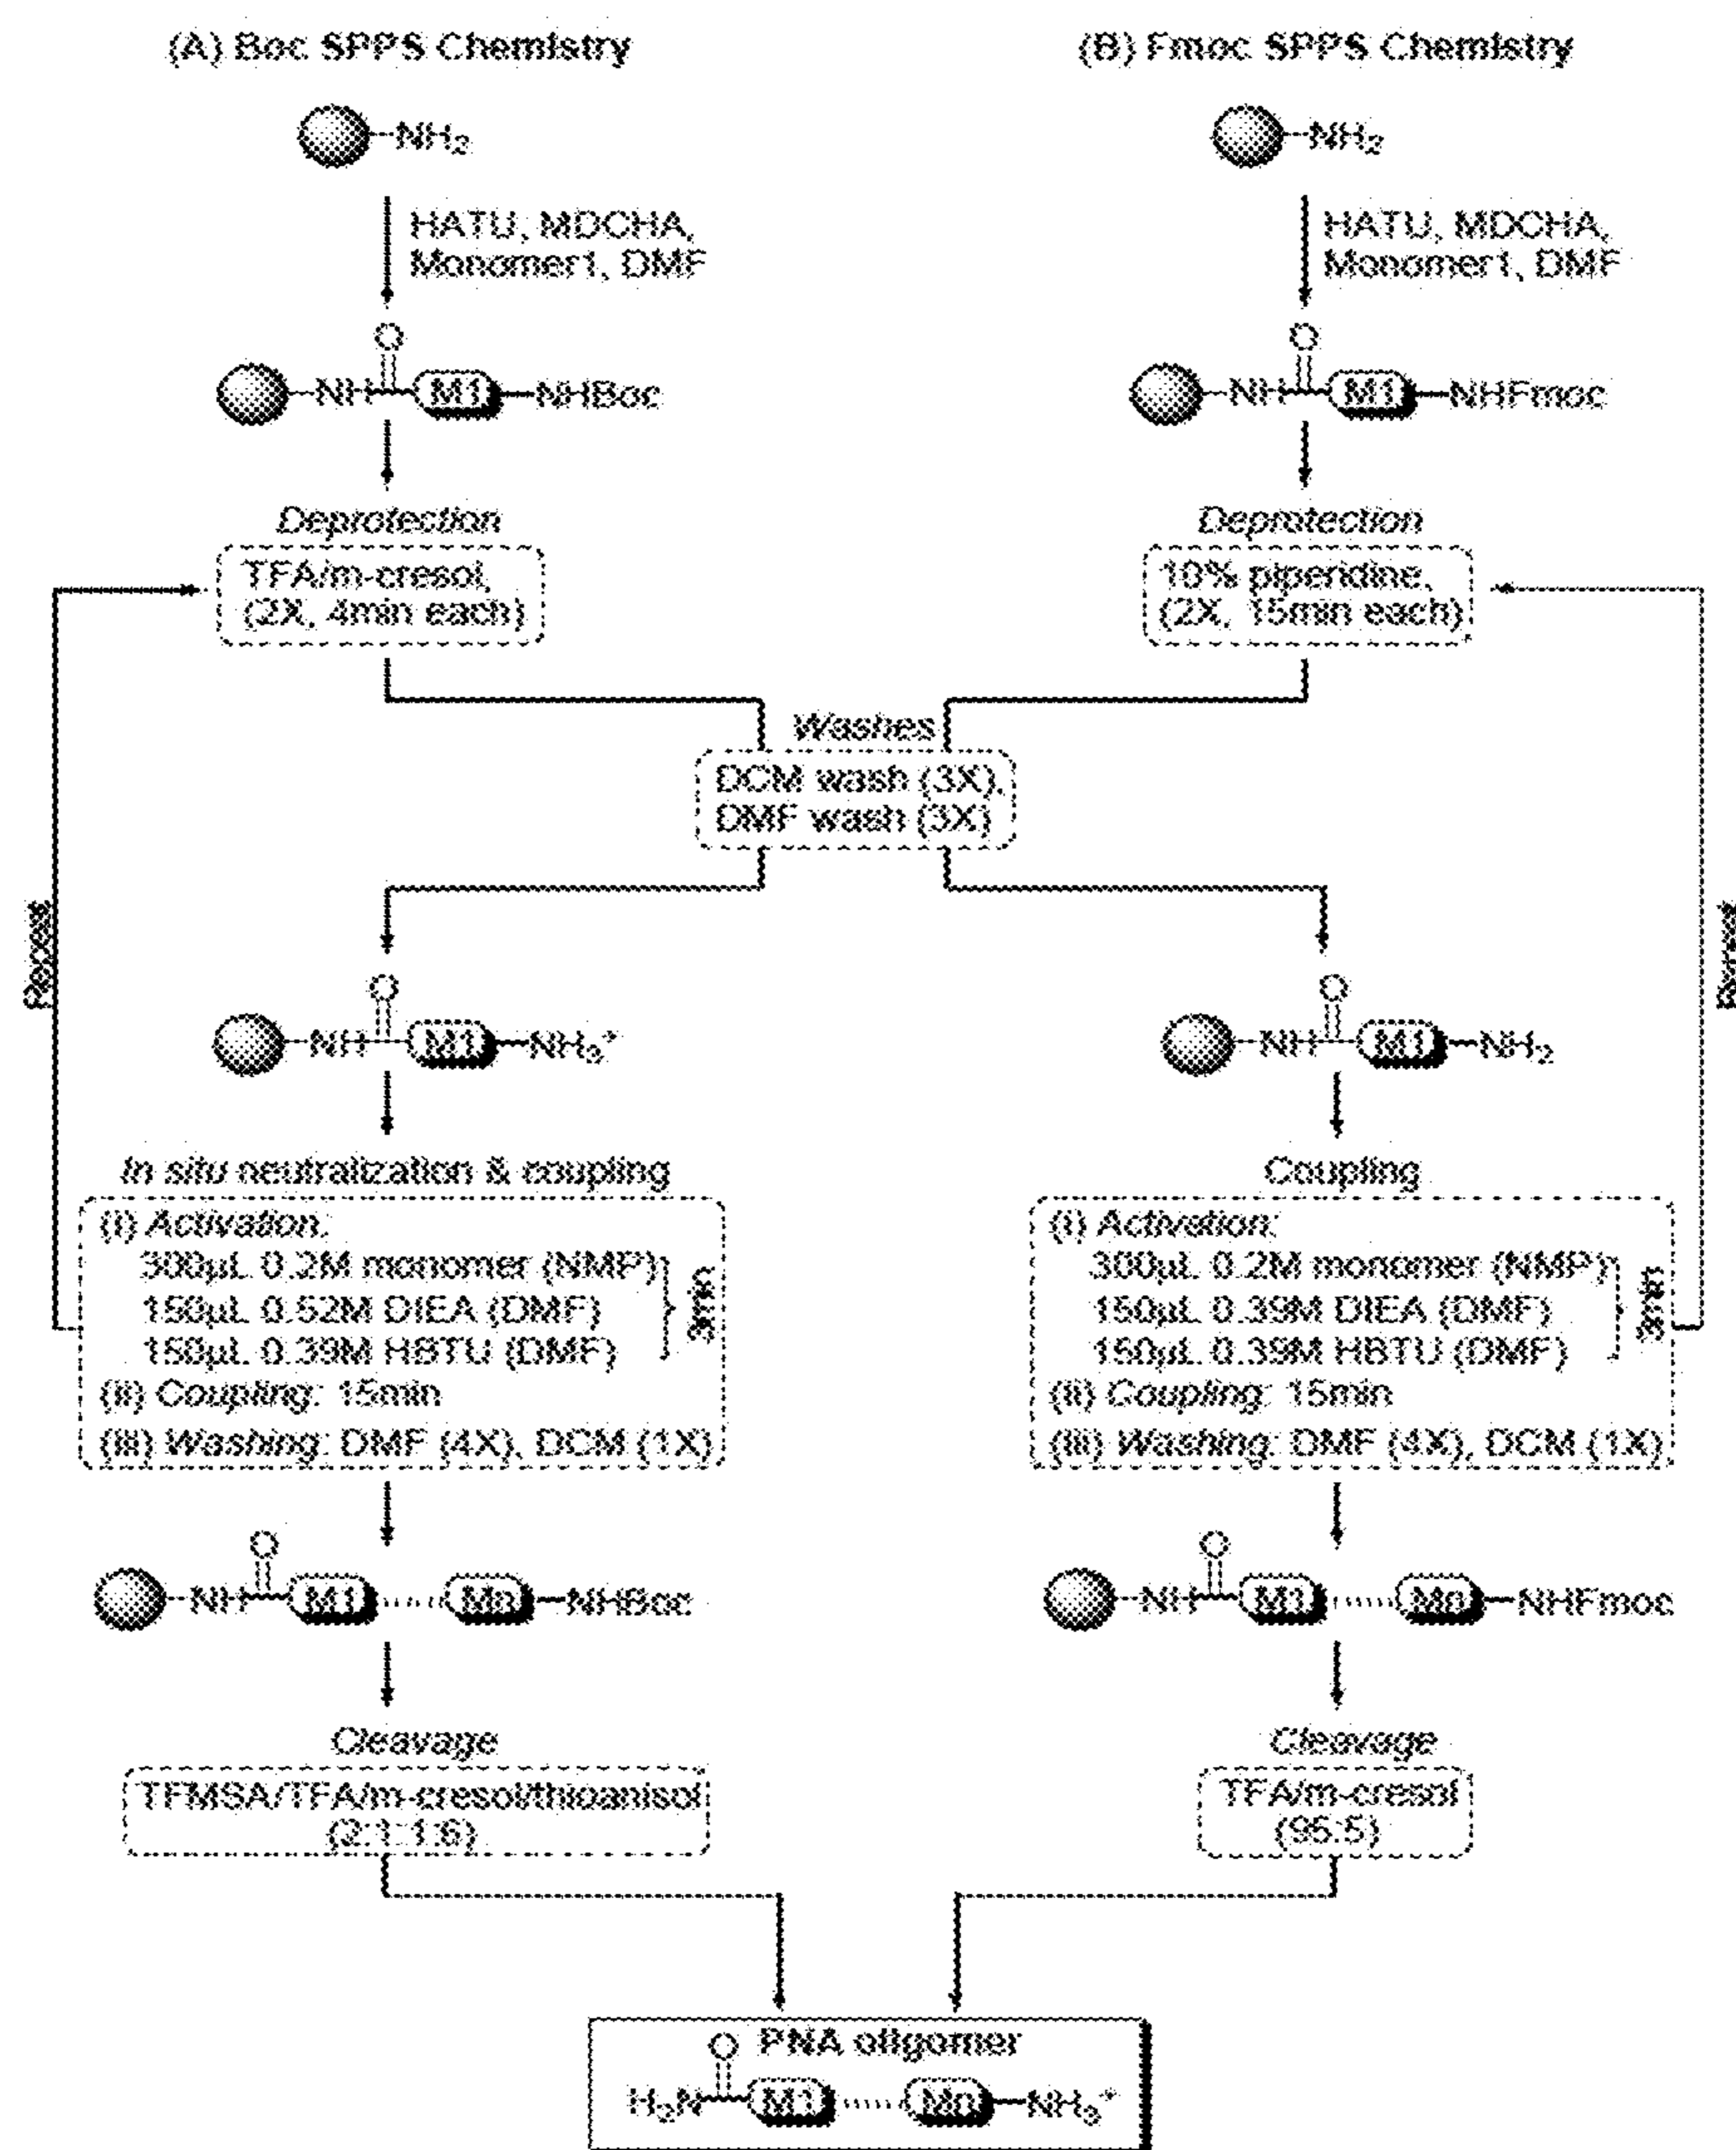 (A) Boc SPPS Chemistry
NH2
HATU, MDCHA,
Monomer1, DMF
O
NH
M1
NHBoc
Deprotection
TFA/m-cresol,
(2X, 4min each)
(B) Fmoc SPPS Chemistry
NH2
HATU, MDCHA,
Monomer1, DMF
O
NH
M1
NHFmoc
Deprotection
10% piperidine,
(2X, 15min each)
Washes
DCM wash (3X),
DMF wash (3X)
Repeat
O
NH
M1
NH3+
In situ neutralization & coupling
(i) Activation:
300µL 0.2M monomer (NMP)
150µL 0.52M DIEA (DMF)
150µL 0.39M HBTU (DMF)
3min
(ii) Coupling: 15min
(iii) Washing: DMF (4X), DCM (1X)
O
NH
M1
Mn
NHBoc
Cleavage
TFMSA/TFA/m-cresol/thioanisol
(2:1:1:6)
Repeat
O
NH
M1
NH2
Coupling
(i) Activation:
300µL 0.2M monomer (NMP)
150µL 0.39M DIEA (DMF)
150µL 0.39M HBTU (DMF)
3min
(ii) Coupling: 15min
(iii) Washing: DMF (4X), DCM (1X)
O
NH
M1
Mn
NHFmoc
Cleavage
TFA/m-cresol
(95:5)
PNA oligomer
O
H2N
M1
Mn
NH3+